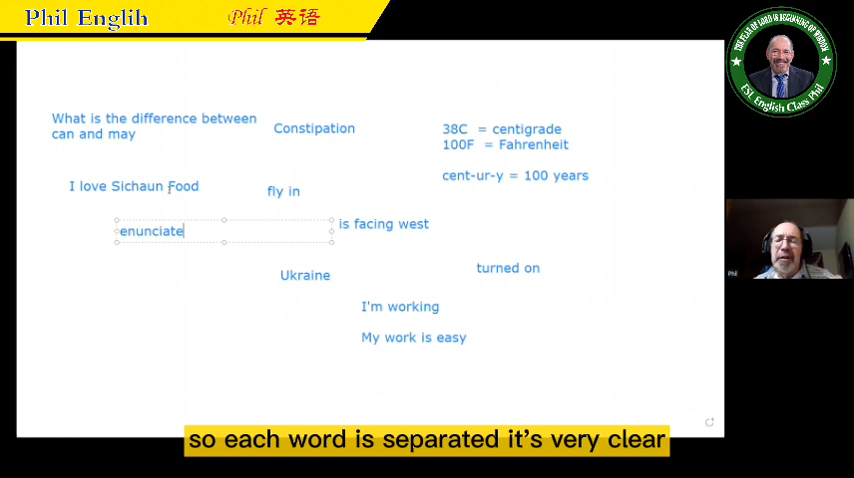 Phil Englih
Phil 英语
THE FEAR OF LORD IS BEGINNING OF WISDOM
ESL English Class Phil
What is the difference between
can and may
Constipation
38C = centigrade
100F = Fahrenheit
cent-ur-y = 100 years
I love Sichaun Food
fly in
enunciate
is facing west
Ukraine
turned on
I'm working
My work is easy
Phil
so each word is separated it's very clear